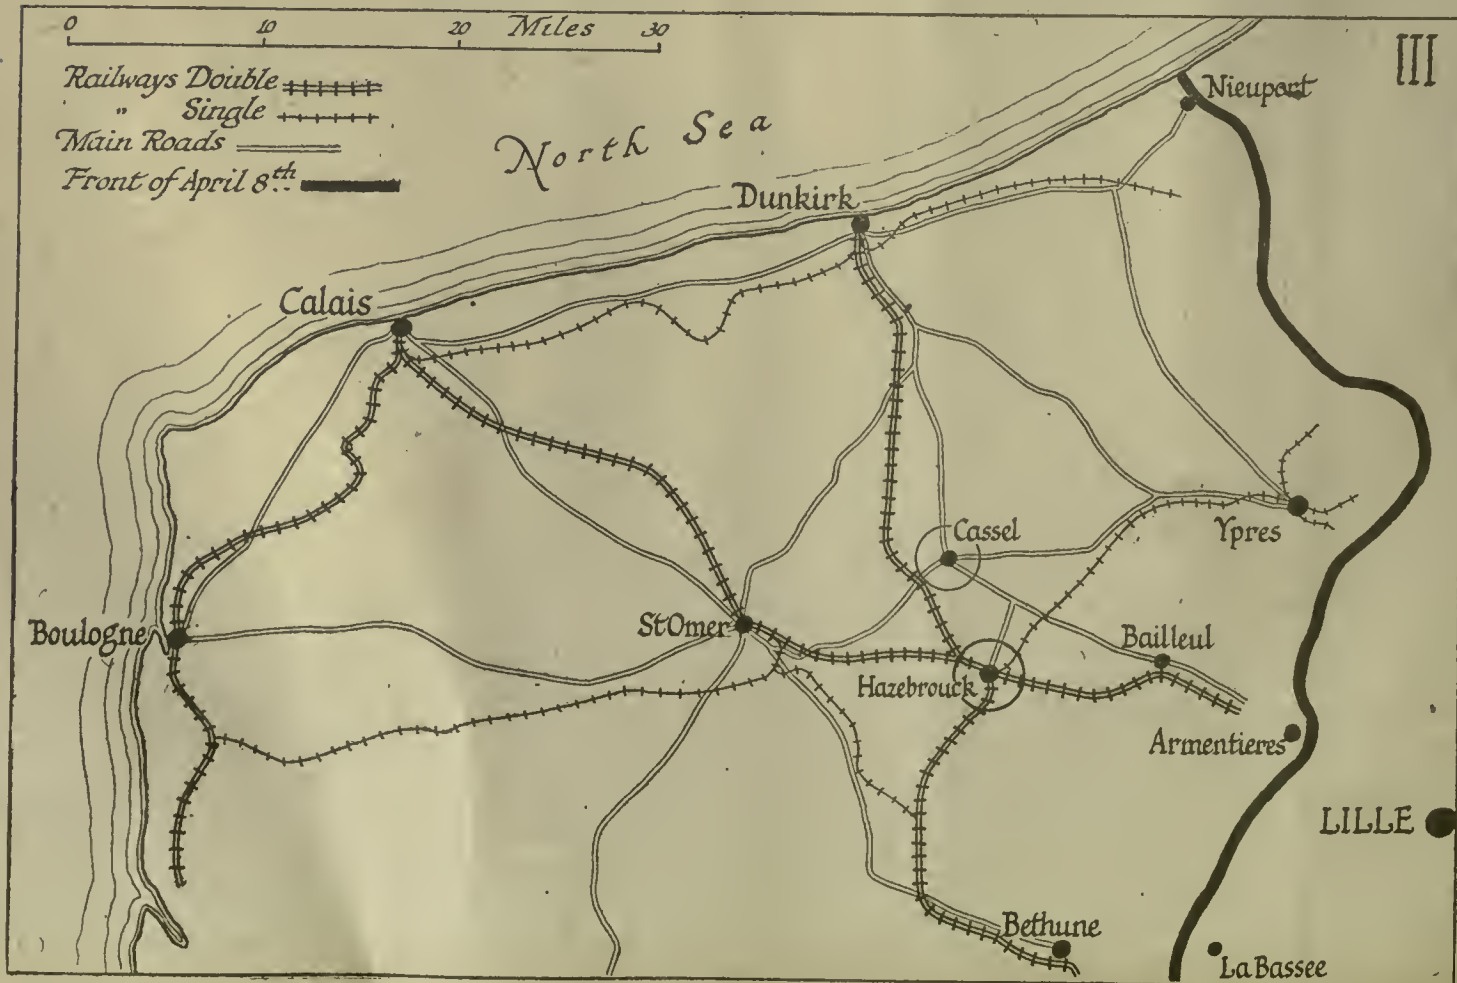 0 10 20 Miles 30
III
Railways Double
" Single
Main Roads
Front of April 8th
North Sea
Nieuport
Dunkirk
Calais
Cassel
Ypres
Boulogne
St Omer
Bailleul
Hazebrouck
Armentieres
LILLE
Bethune
La Bassee